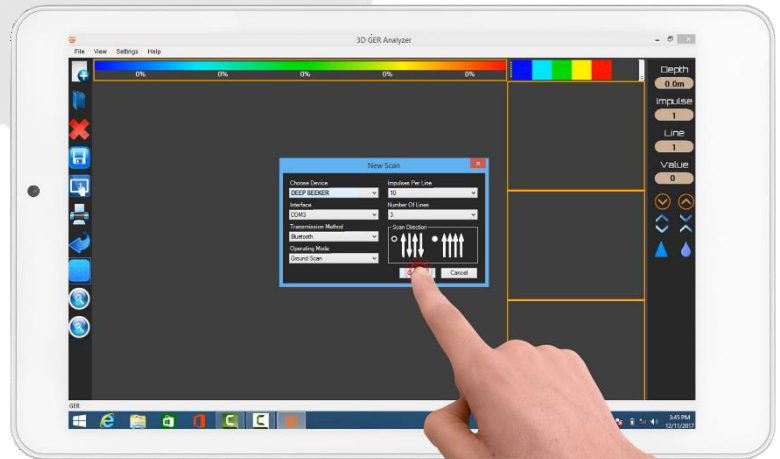 3D GER Analyzer
File View Settings Help
0% 0% 0% 0% 0%
Depth
0.0m
Impulse
1
Line
1
Value
0
New Scan
Choose Device
DEEP SEEKER
Interface
COM3
Transmission Method
Bluetooth
Operating Mode
Ground Scan
Impulses Per Line
10
Number Of Lines
3
Scan Direction
Cancel
GER
3:45 PM
12/11/2017